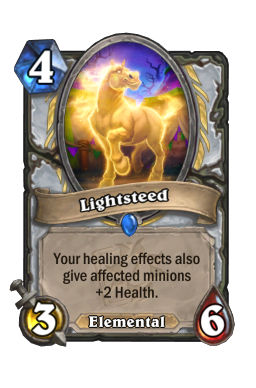 4
Lightsteed
Your healing effects also
give affected minions
+2 Health.
3
Elemental
6